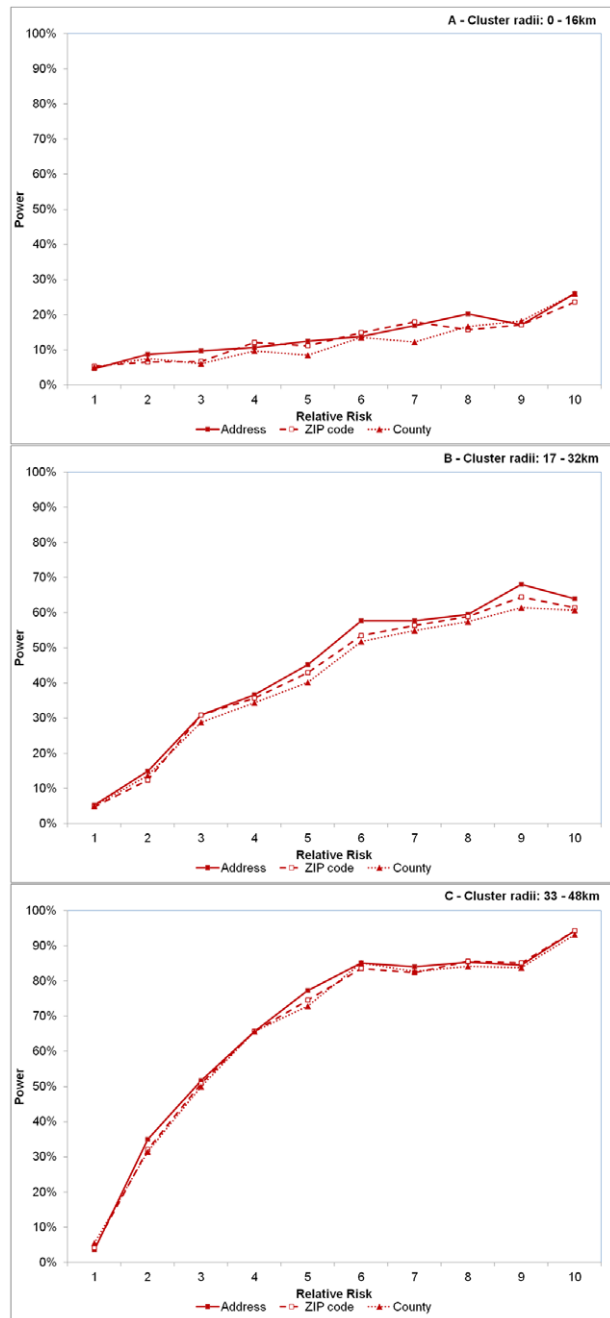 A - Cluster radii: 0 - 16km
100%
90%
80%
70%
60%
50%
40%
30%
20%
10%
0%
Power
1 2 3 4 5 6 7 8 9 10
Relative Risk
Address ZIP code County
B - Cluster radii: 17 - 32km
100%
90%
80%
70%
60%
50%
40%
30%
20%
10%
0%
Power
1 2 3 4 5 6 7 8 9 10
Relative Risk
Address ZIP code County
C - Cluster radii: 33 - 48km
100%
90%
80%
70%
60%
50%
40%
30%
20%
10%
0%
Power
1 2 3 4 5 6 7 8 9 10
Relative Risk
Address ZIP code County